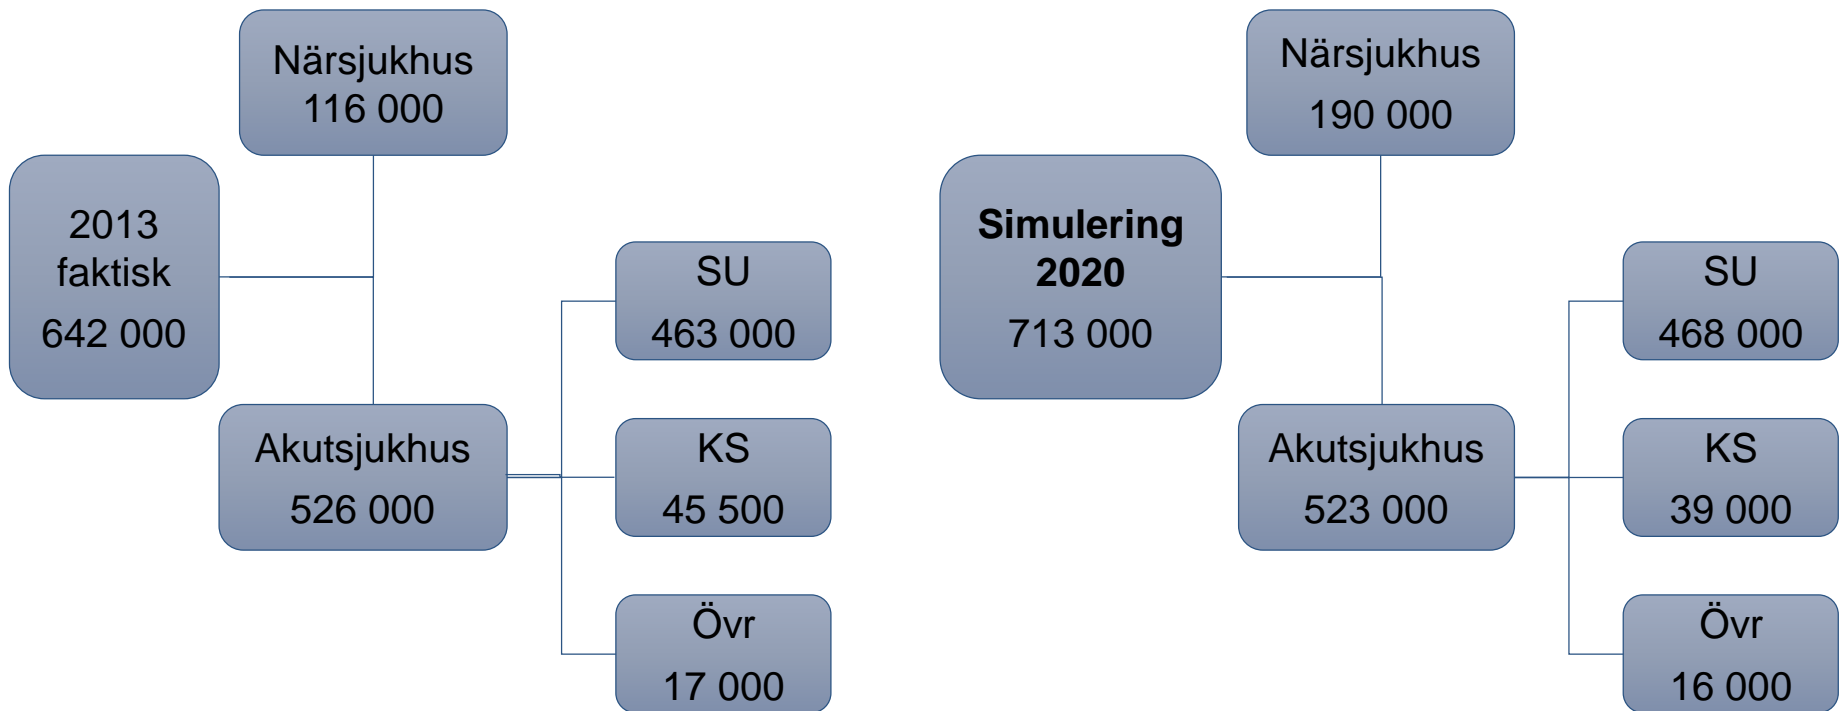 Närsjukhus
116 000
2013
faktisk
642 000
SU
463 000
Akutsjukhus
526 000
KS
45 500
Övr
17 000
Närsjukhus
190 000
Simulering
2020
713 000
SU
468 000
Akutsjukhus
523 000
KS
39 000
Övr
16 000